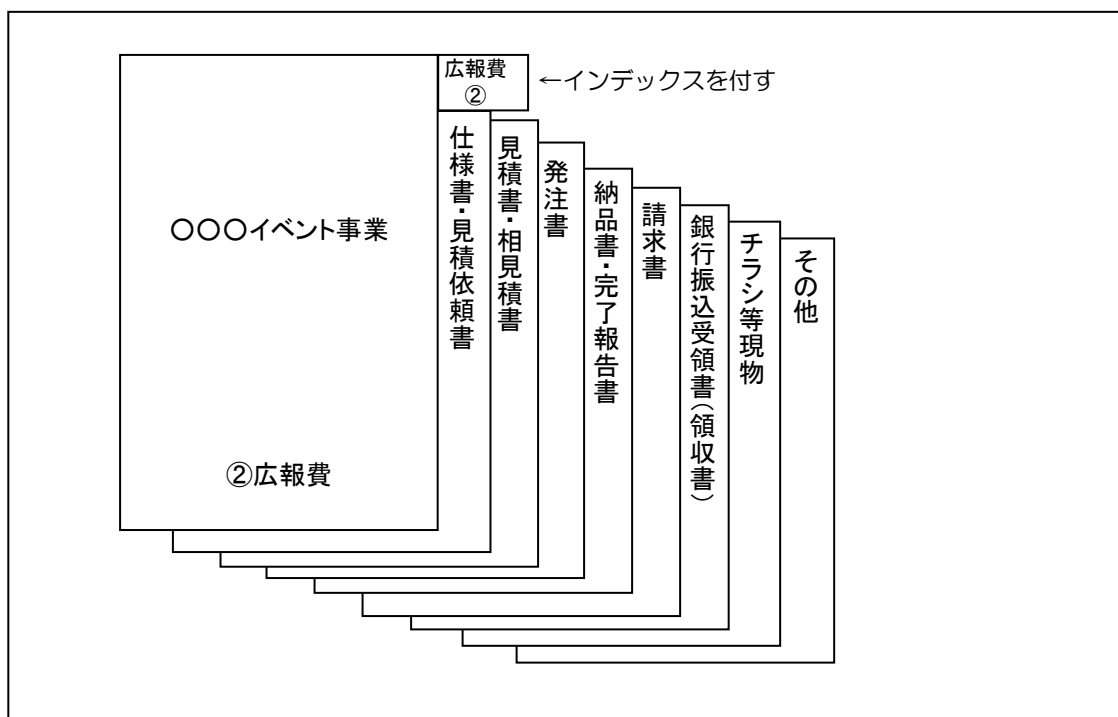 広報費
②
←インデックスを付す
〇〇〇イベント事業
②広報費
仕様書・見積依頼書
見積書・相見積書
発注書
納品書・完了報告書
請求書
銀行振込受領書(領収書)
チラシ等現物
その他